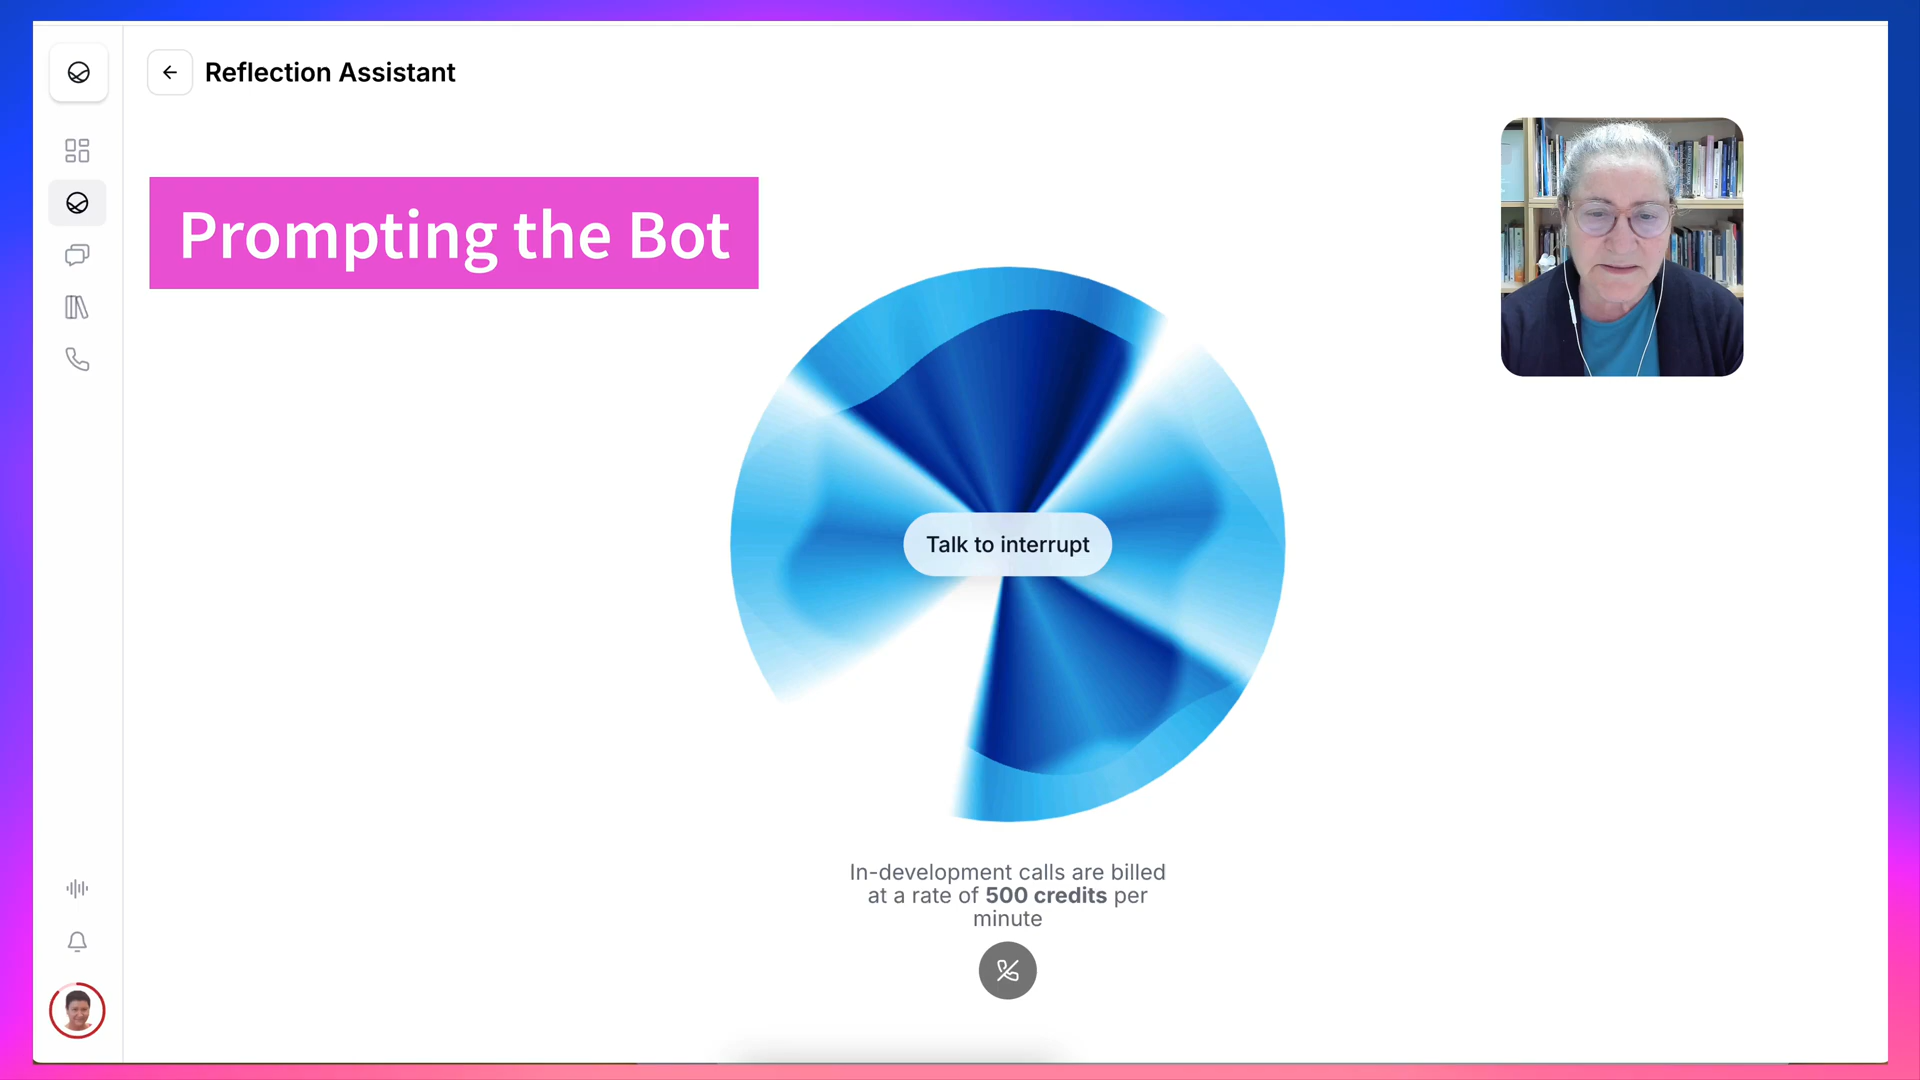 Reflection Assistant
Prompting the Bot
Talk to interrupt
In-development calls are billed
at a rate of 500 credits per
minute